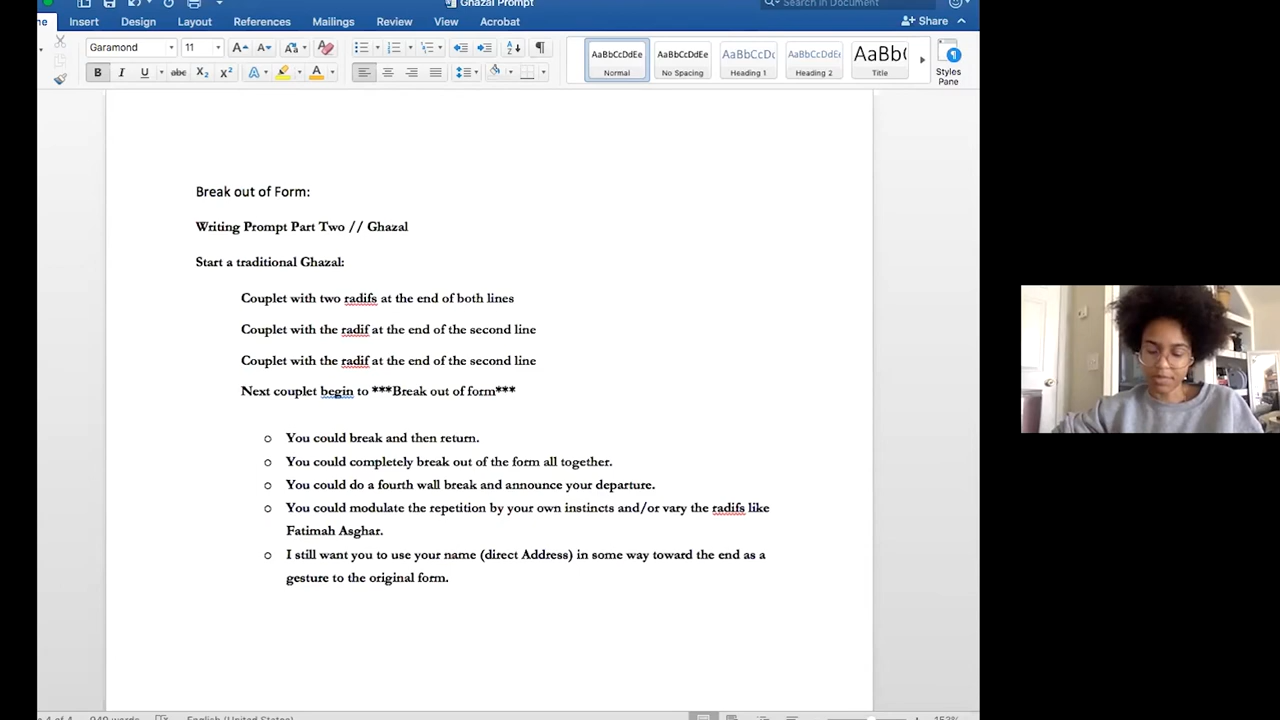 Ghazal Prompt
Search in Document
Insert Design Layout References Mailings Review View Acrobat
Share
Garamond 11
AaBbCcDdEe AaBbCcDdEe AaBbCcDc AaBbCcDdEe AaBb(
Normal No Spacing Heading 1 Heading 2 Title
Styles
Pane
Break out of Form:
Writing Prompt Part Two // Ghazal
Start a traditional Ghazal:
Couplet with two radifs at the end of both lines
Couplet with the radif at the end of the second line
Couplet with the radif at the end of the second line
Next couplet begin to ***Break out of form***
You could break and then return.
You could completely break out of the form all together.
You could do a fourth wall break and announce your departure.
You could modulate the repetition by your own instincts and/or vary the radifs like
Fatimah Asghar.
I still want you to use your name (direct Address) in some way toward the end as a
gesture to the original form.
English (United States)